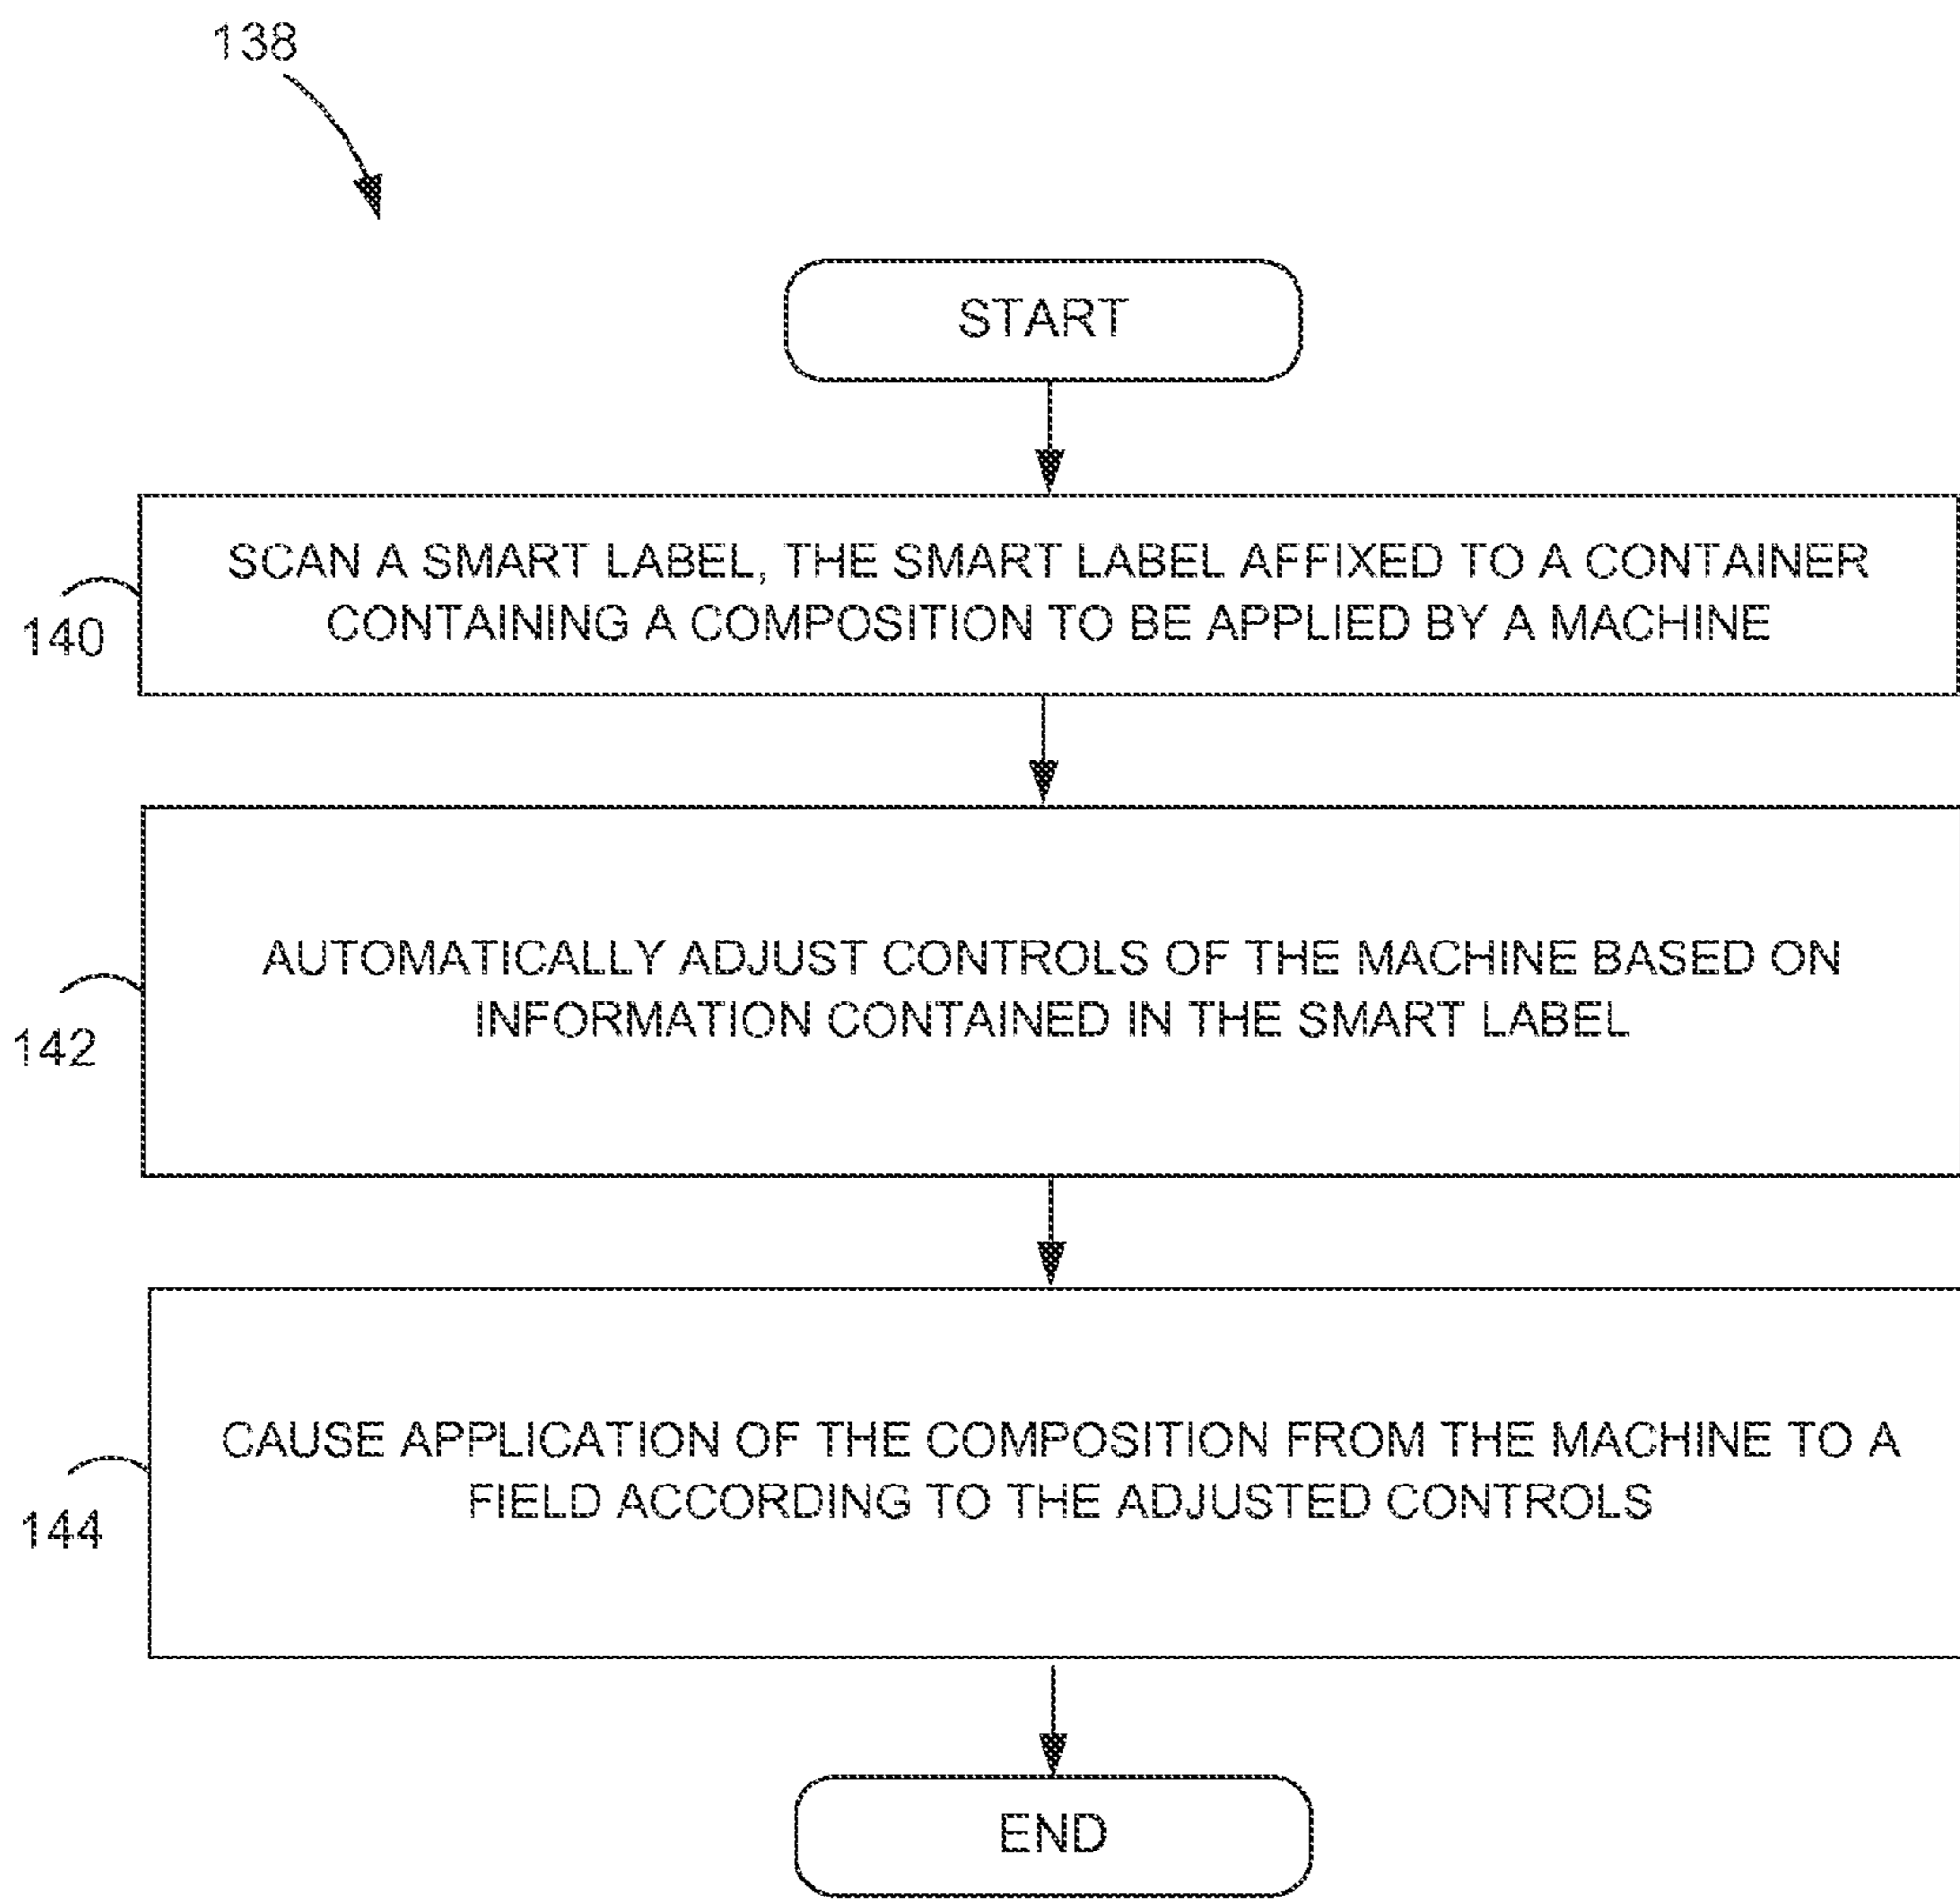 138
START
SCAN A SMART LABEL, THE SMART LABEL AFFIXED TO A CONTAINER
CONTAINING A COMPOSITION TO BE APPLIED BY A MACHINE
140
AUTOMATICALLY ADJUST CONTROLS OF THE MACHINE BASED ON
INFORMATION CONTAINED IN THE SMART LABEL
142
CAUSE APPLICATION OF THE COMPOSITION FROM THE MACHINE TO A
FIELD ACCORDING TO THE ADJUSTED CONTROLS
144
END